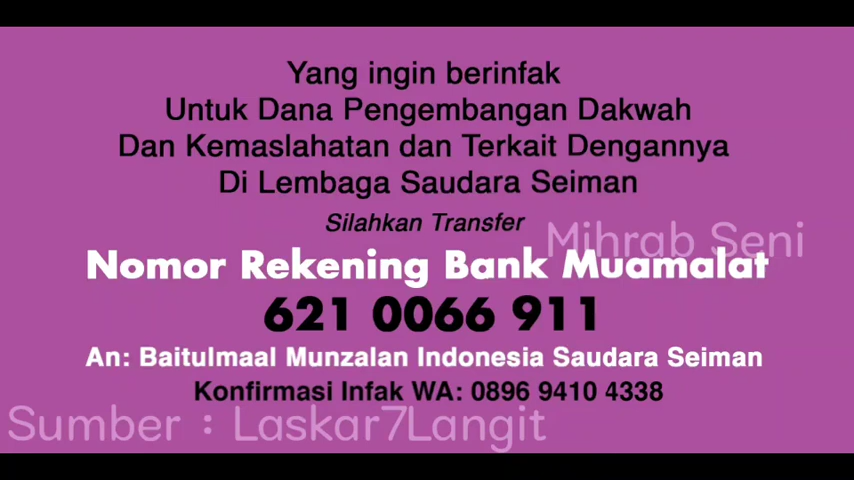 Yang ingin berinfak
Untuk Dana Pengembangan Dakwah
Dan Kemaslahatan dan Terkait Dengannya
Di Lembaga Saudara Seiman
Silahkan Transfer
Mihrab Seni
Nomor Rekening Bank Muamalat
621 0066 911
An: Baitulmaal Munzalan Indonesia Saudara Seiman
Konfirmasi Infak WA: 0896 9410 4338
Sumber : Laskar7Langit